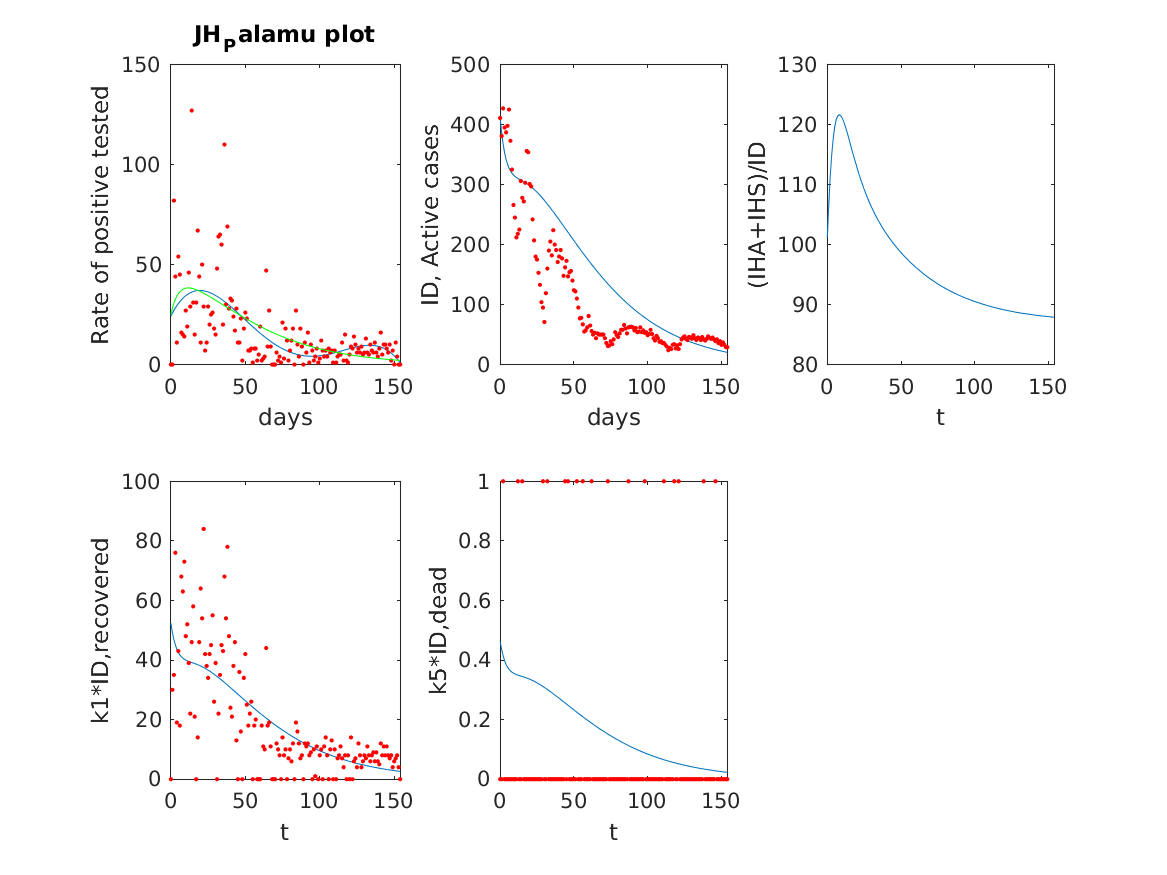 JH_Palamu plot
150
100
50
0
Rate of positive tested
0 50 100 150
days
500
400
300
200
100
0
ID, Active cases
0 50 100 150
days
130
120
110
100
90
80
(IHA+IHS)/ID
0 50 100 150
t
100
80
60
40
20
0
k1*ID,recovered
0 50 100 150
t
1
0.8
0.6
0.4
0.2
0
k5*ID,dead
0 50 100 150
t